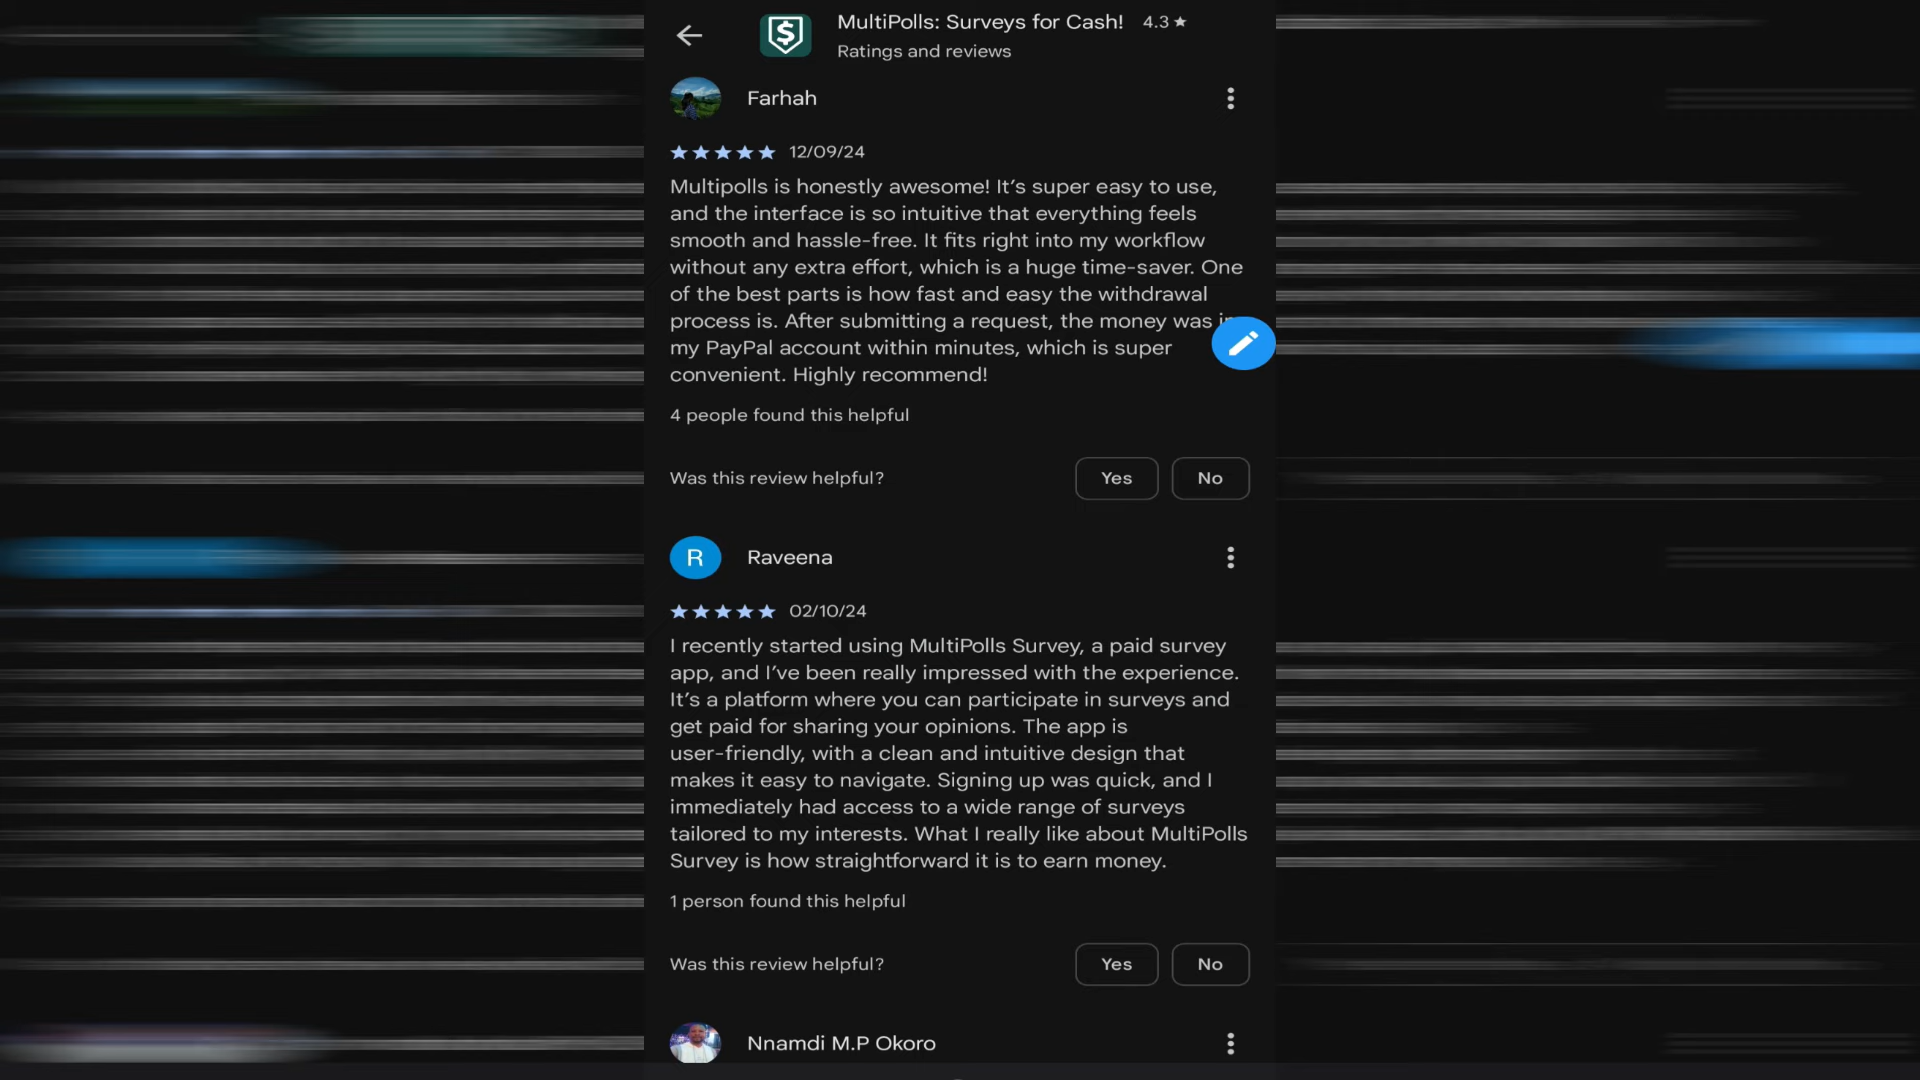 MultiPolls: Surveys for Cash! 4.3 ★
Ratings and reviews
Farhah
12/09/24
Multipolls is honestly awesome! It's super easy to use,
and the interface is so intuitive that everything feels
smooth and hassle-free. It fits right into my workflow
without any extra effort, which is a huge time-saver. One
of the best parts is how fast and easy the withdrawal
process is. After submitting a request, the money was in
my PayPal account within minutes, which is super
convenient. Highly recommend!
4 people found this helpful
Was this review helpful? Yes No
R Raveena
02/10/24
I recently started using MultiPolls Survey, a paid survey
app, and I've been really impressed with the experience.
It's a platform where you can participate in surveys and
get paid for sharing your opinions. The app is
user-friendly, with a clean and intuitive design that
makes it easy to navigate. Signing up was quick, and I
immediately had access to a wide range of surveys
tailored to my interests. What I really like about MultiPolls
Survey is how straightforward it is to earn money.
1 person found this helpful
Was this review helpful? Yes No
Nnamdi M.P Okoro